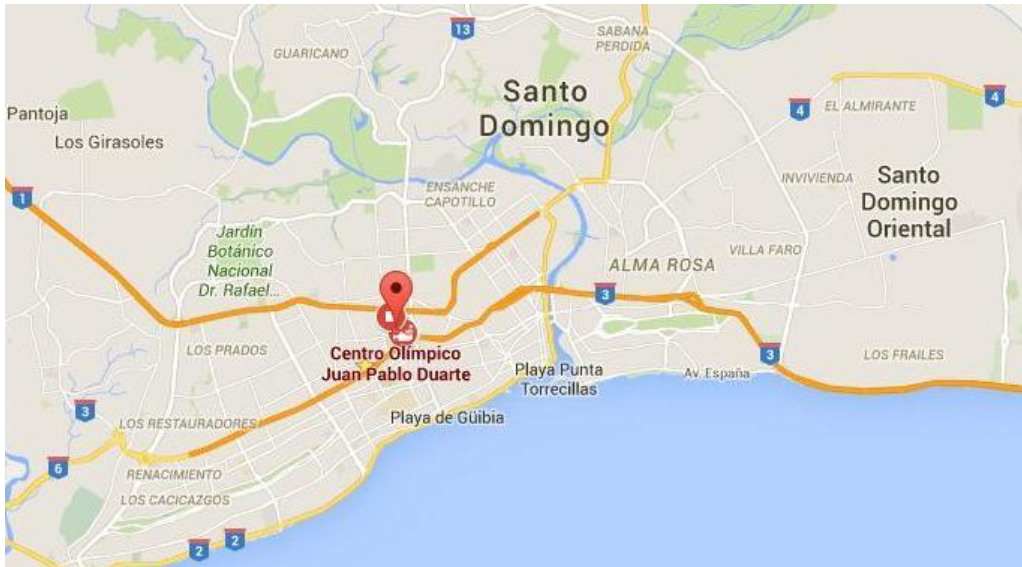 13
GUARICANO
SABANA
PERDIDA
Santo
Domingo
4
4
EL ALMIRANTE
Pantoja
Los Girasoles
1
ENSANCHE
CAPOTILLO
INVIVIENDA
Santo
Domingo
Oriental
Jardín
Botánico
Nacional
Dr. Rafael...
ALMA ROSA
VILLA FARO
3
LOS PRADOS
Centro Olímpico
Juan Pablo Duarte
3
LOS FRAILES
Playa Punta
Torrecillas
Av. España
3
LOS RESTAURADORES
Playa de Güibia
6
RENACIMIENTO
LOS CACICAZGOS
2
2